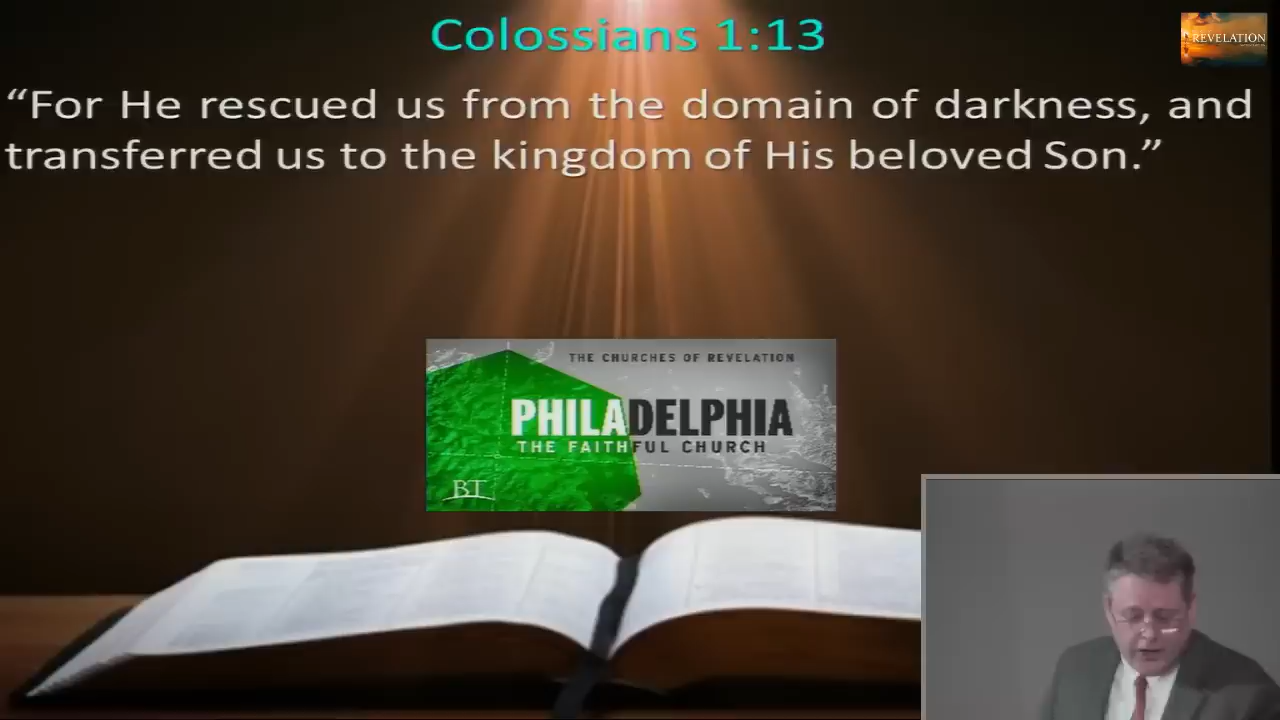 Colossians 1:13
REVELATION
“For He rescued us from the domain of darkness, and
transferred us to the kingdom of His beloved Son.”
THE CHURCHES OF REVELATION
PHILADELPHIA
THE FAITHFUL CHURCH
BT